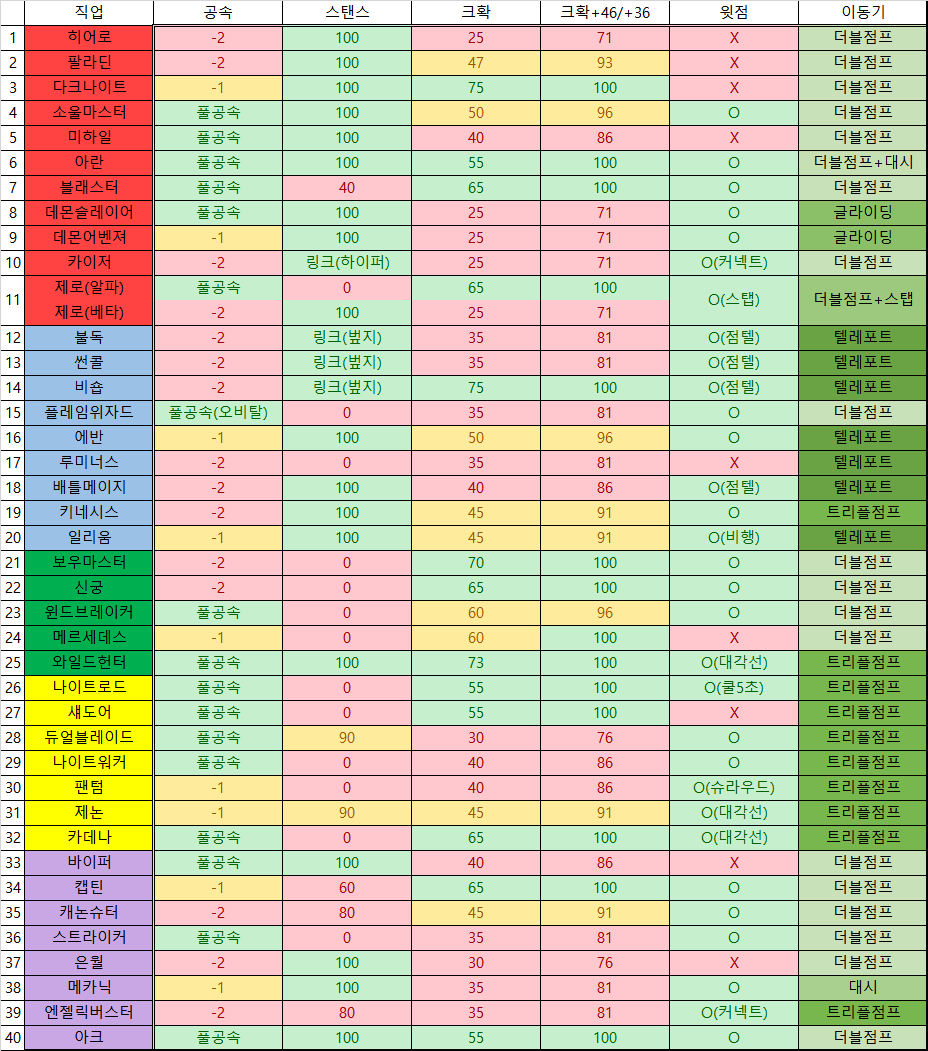 직업 공속 스탠스 크확 크확+46/+36 윗점 이동기
1 히어로 -2 100 25 71 X 더블점프
2 팔라딘 -2 100 47 93 X 더블점프
3 다크나이트 -1 100 75 100 X 더블점프
4 소울마스터 풀공속 100 50 96 O 더블점프
5 미하일 풀공속 100 40 86 X 더블점프
6 아란 풀공속 100 55 100 O 더블점프+대시
7 블래스터 풀공속 40 65 100 O 더블점프
8 데몬슬레이어 풀공속 100 25 71 O 글라이딩
9 데몬어벤져 -1 100 25 71 O 글라이딩
10 카이저 -2 링크(하이퍼) 25 71 O(커넥트) 더블점프
11 제로(알파) 풀공속 0 65 100 O(스탭) 더블점프+스탭
제로(베타) -2 100 25 71
12 불독 -2 링크(벞지) 35 81 O(점텔) 텔레포트
13 썬콜 -2 링크(벞지) 35 81 O(점텔) 텔레포트
14 비숍 -2 링크(벞지) 75 100 O(점텔) 텔레포트
15 플레임위자드 풀공속(오비탈) 0 35 81 O 더블점프
16 에반 -1 100 50 96 O 텔레포트
17 루미너스 -2 0 35 81 X 텔레포트
18 배틀메이지 -2 100 40 86 O(점텔) 텔레포트
19 키네시스 -2 100 45 91 O 트리플점프
20 일리움 -1 100 45 91 O(비행) 텔레포트
21 보우마스터 -2 0 70 100 O 더블점프
22 신궁 -2 0 65 100 O 더블점프
23 윈드브레이커 풀공속 0 60 96 O 더블점프
24 메르세데스 -1 0 60 100 X 더블점프
25 와일드헌터 풀공속 100 73 100 O(대각선) 트리플점프
26 나이트로드 풀공속 0 55 100 O(쿨5초) 트리플점프
27 섀도어 풀공속 0 55 100 X 트리플점프
28 듀얼블레이드 풀공속 90 30 76 O 트리플점프
29 나이트워커 풀공속 0 40 86 O 트리플점프
30 팬텀 -1 0 40 86 O(슈라우드) 트리플점프
31 제논 -1 90 45 91 O(대각선) 트리플점프
32 카데나 풀공속 0 65 100 O(대각선) 트리플점프
33 바이퍼 풀공속 100 40 86 X 더블점프
34 캡틴 -1 60 65 100 O 더블점프
35 캐논슈터 -2 80 45 91 O 더블점프
36 스트라이커 풀공속 0 35 81 O 더블점프
37 은월 -2 100 30 76 X 더블점프
38 메카닉 -1 100 35 81 O 대시
39 엔젤릭버스터 -2 80 35 81 O(커넥트) 트리플점프
40 아크 풀공속 100 55 100 O 더블점프